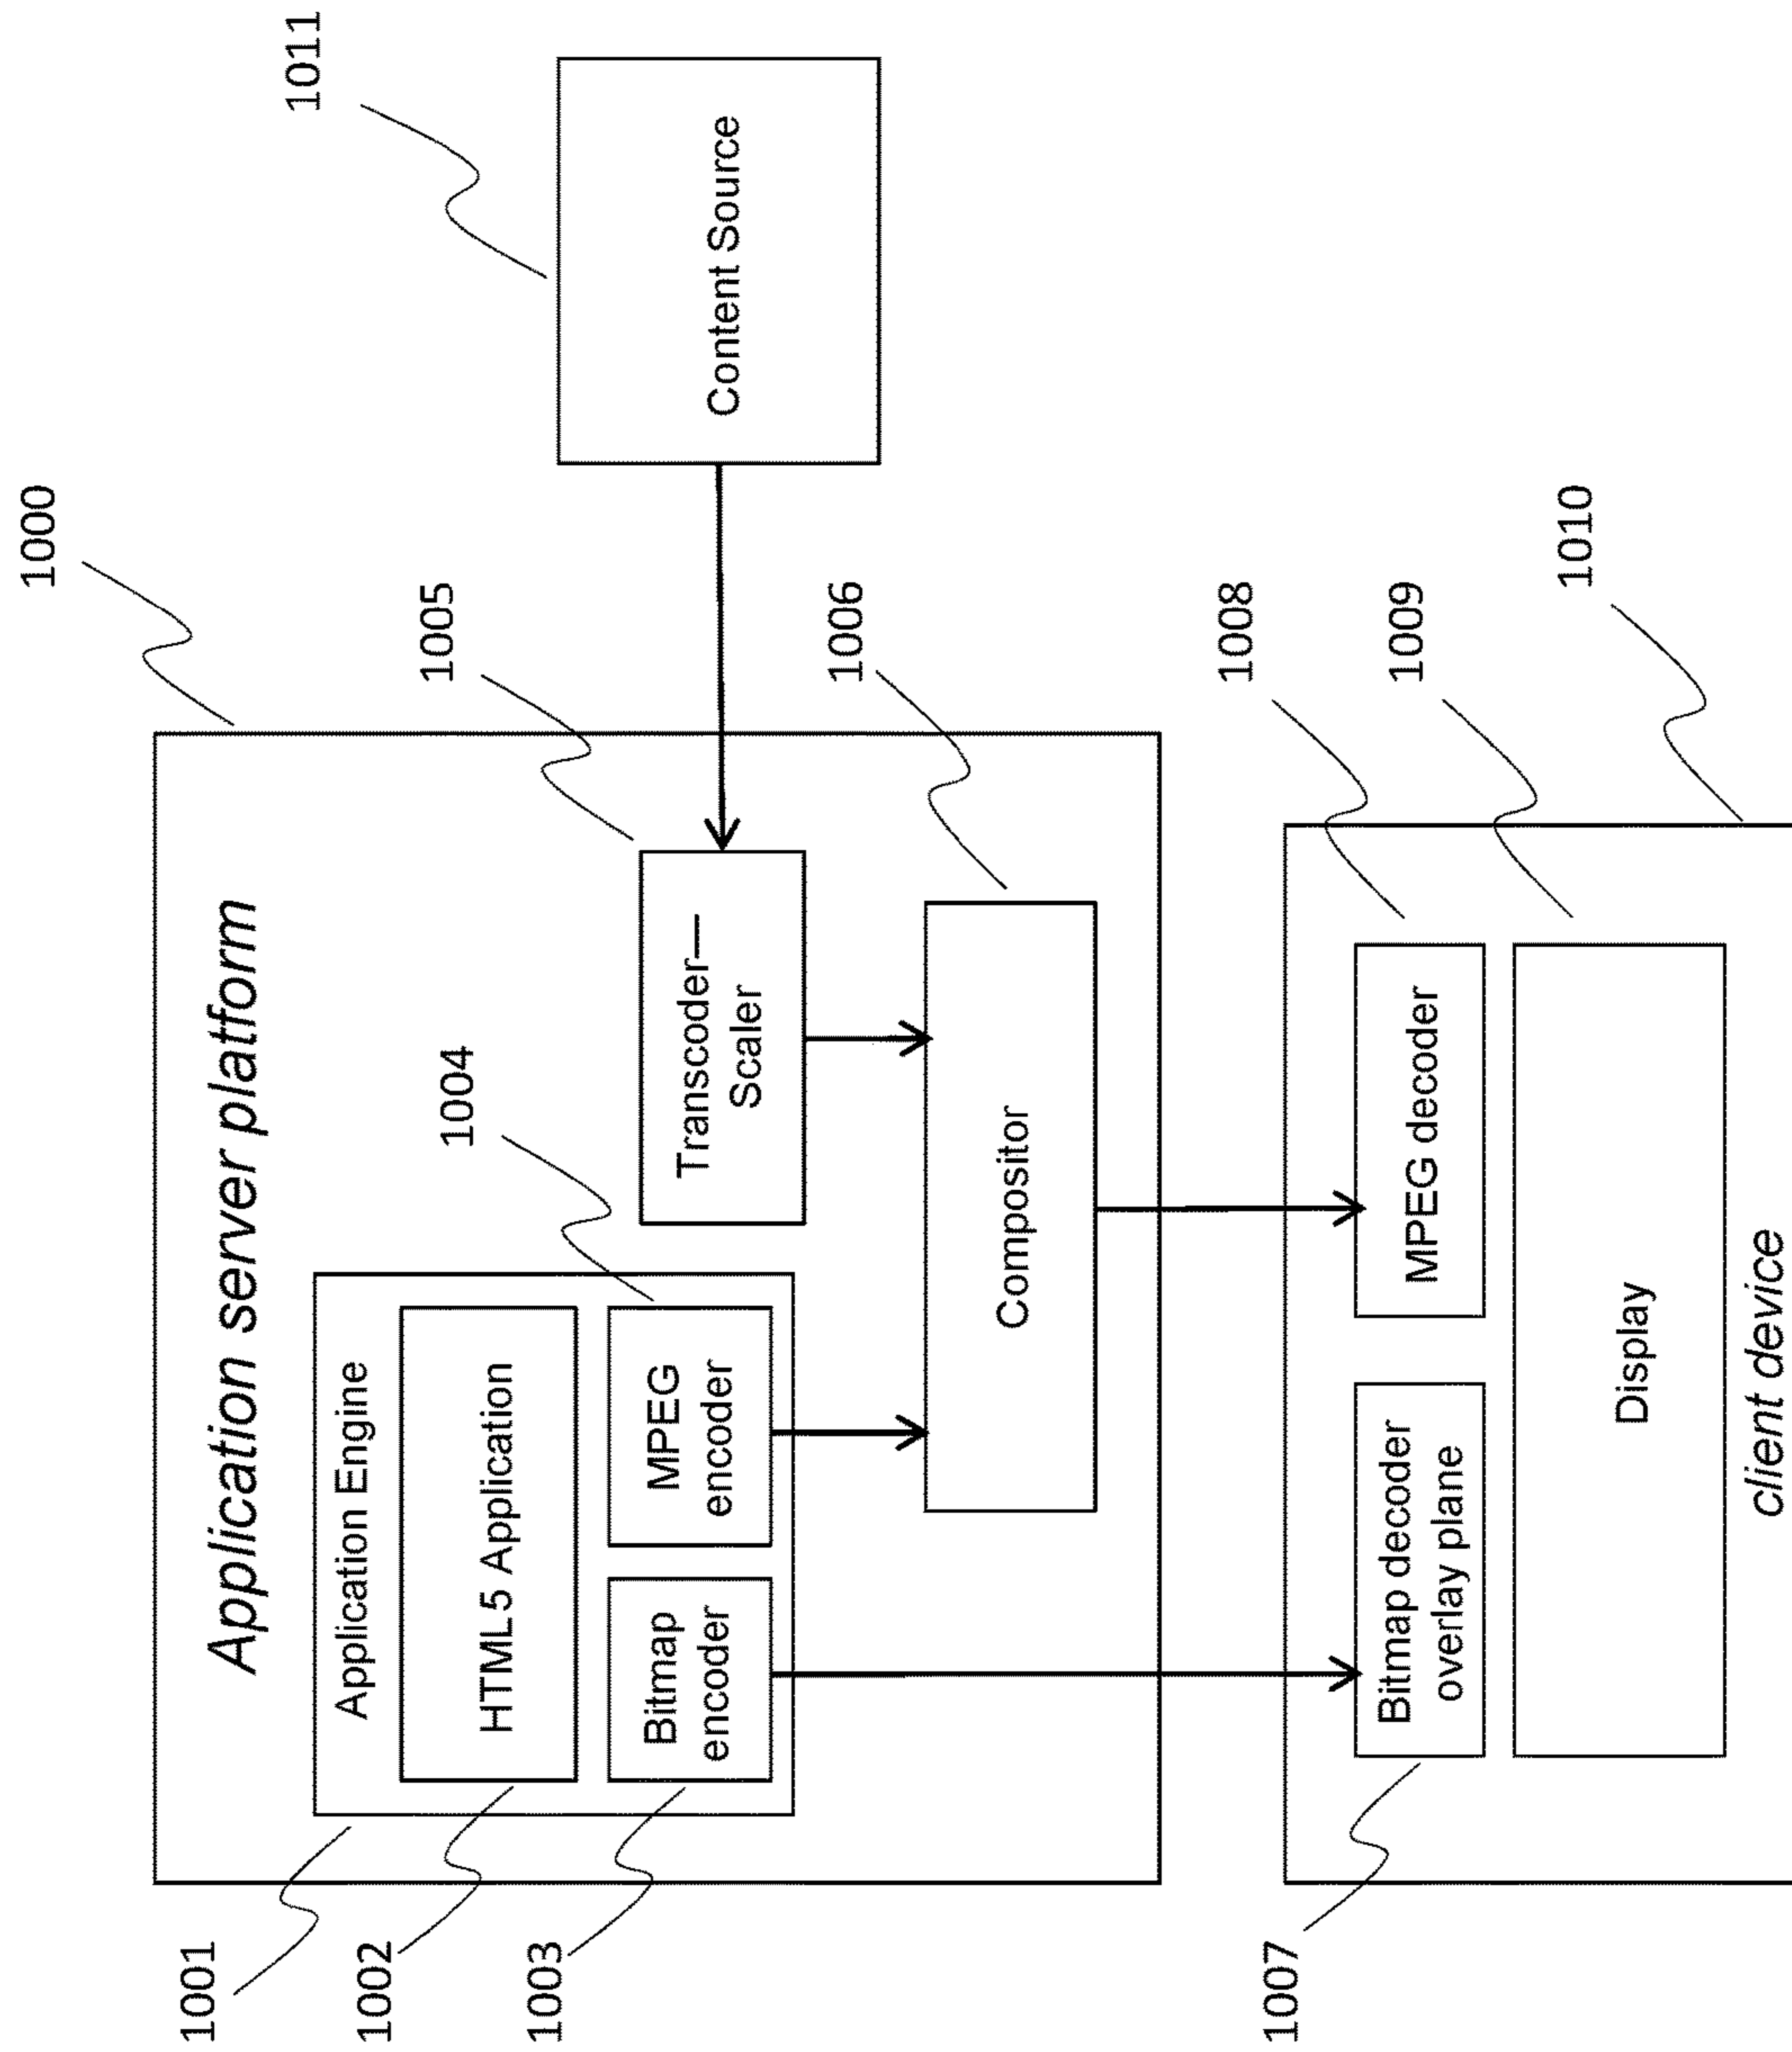 1000
1011
Application server platform
1001
Application Engine
1002
HTML5 Application
1003
Bitmap
encoder
1004
MPEG
encoder
1005
Transcoder—
Scaler
Content Source
1006
Compositor
1007
Bitmap decoder
overlay plane
1008
MPEG decoder
1009
Display
1010
client device